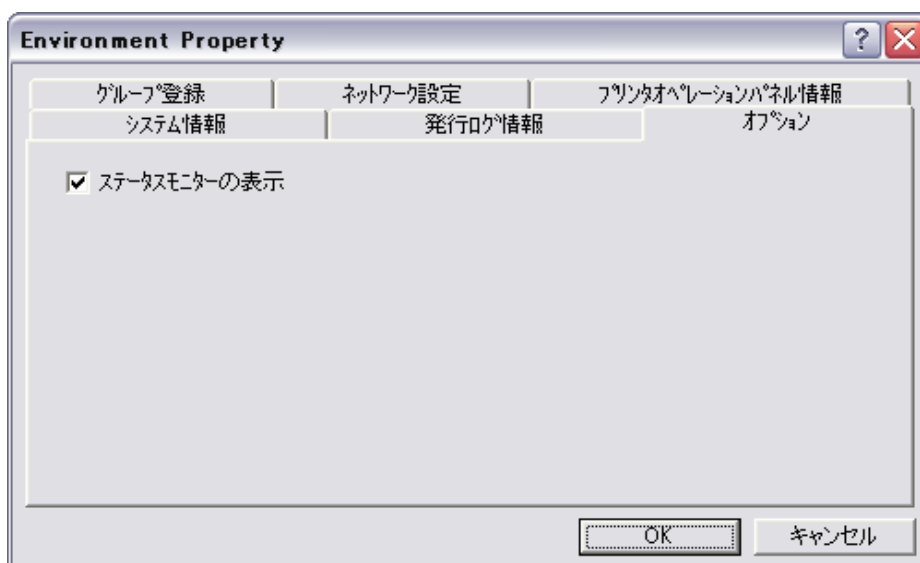 Environment Property
ｸﾞﾙｰﾌﾟ登録
ﾈｯﾄﾜｰｸ設定
ﾌﾟﾘﾝﾀｵﾍﾟﾚｰｼｮﾝﾊﾟﾈﾙ情報
ｼｽﾃﾑ情報
発行ﾛｸﾞ情報
ｵﾌﾟｼｮﾝ
ｽﾃｰﾀｽﾓﾆﾀｰの表示
OK
キャンセル